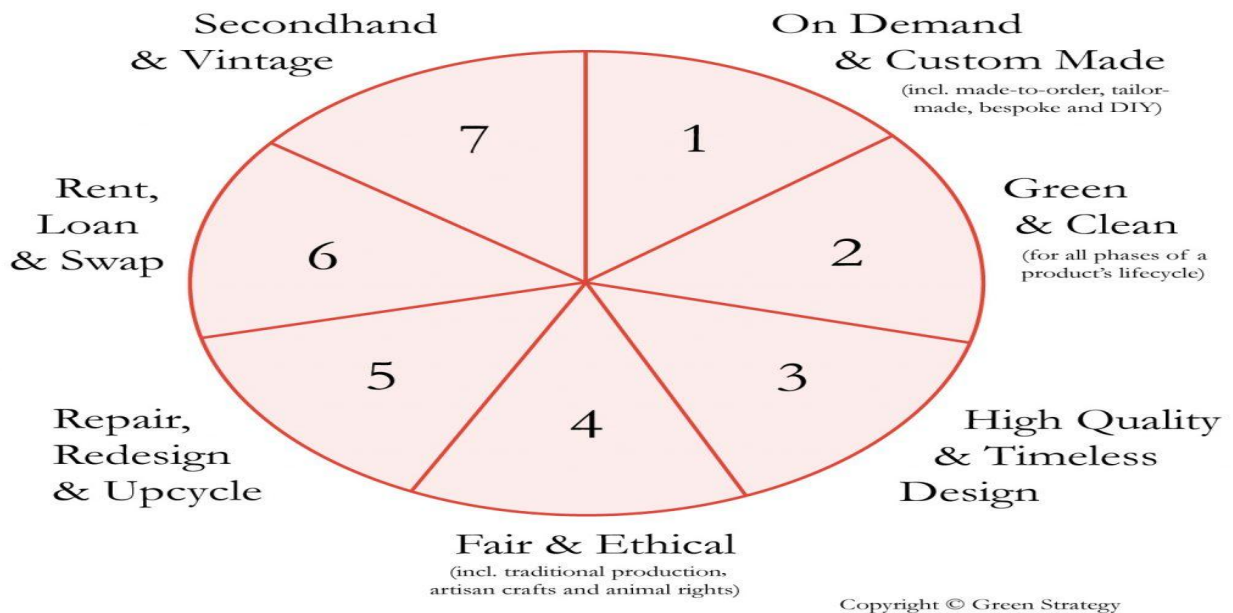 Secondhand
& Vintage
7
On Demand
& Custom Made
(incl. made-to-order, tailor-
made, bespoke and DIY)
1
Green
& Clean
(for all phases of a
product's lifecycle)
2
High Quality
& Timeless
Design
3
Fair & Ethical
(incl. traditional production,
artisan crafts and animal rights)
4
Repair,
Redesign
& Upcycle
5
Rent,
Loan
& Swap
6
Copyright © Green Strategy